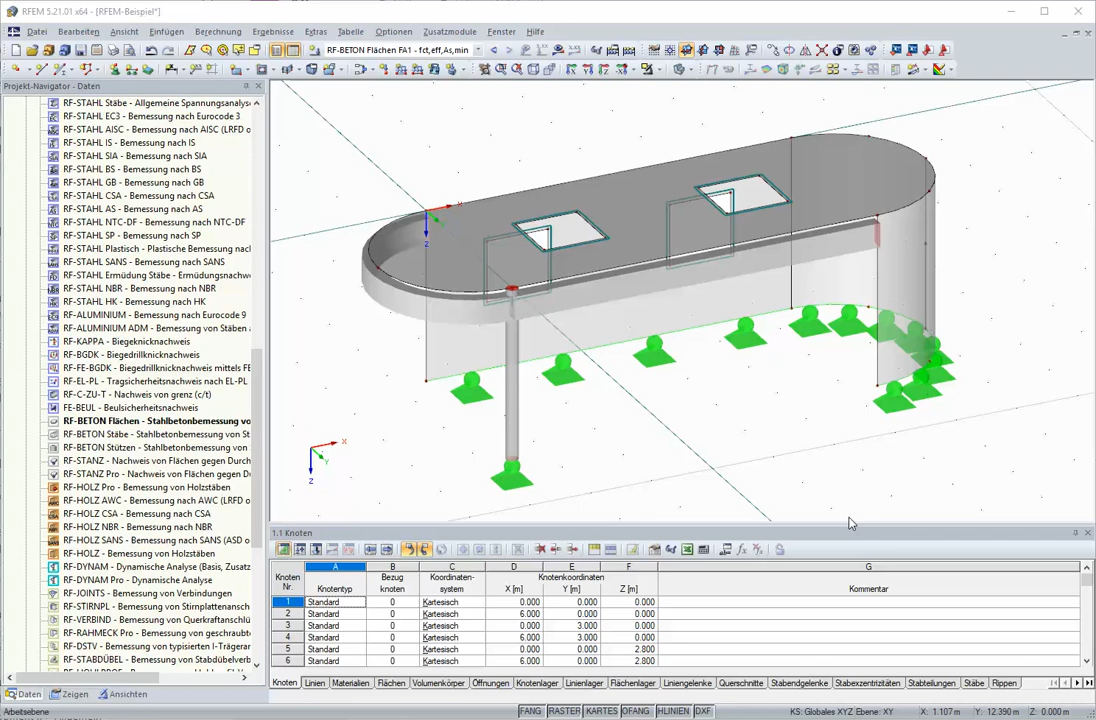 RFEM 5.21.01 x64 - [RFEM-Beispiel*]
Datei Bearbeiten Ansicht Einfügen Berechnung Ergebnisse Extras Tabelle Optionen Zusatzmodule Fenster Hilfe
RF-BETON Flächen FA1 - fct,eff,As,min
Projekt-Navigator - Daten
RF-STAHL Stäbe - Allgemeine Spannungsanalyse
RF-STAHL EC3 - Bemessung nach Eurocode 3
RF-STAHL AISC - Bemessung nach AISC (LRFD o
RF-STAHL IS - Bemessung nach IS
RF-STAHL SIA - Bemessung nach SIA
RF-STAHL BS - Bemessung nach BS
RF-STAHL GB - Bemessung nach GB
RF-STAHL CSA - Bemessung nach CSA
RF-STAHL AS - Bemessung nach AS
RF-STAHL NTC-DF - Bemessung nach NTC-DF
RF-STAHL SP - Bemessung nach SP
RF-STAHL Plastisch - Plastische Bemessung na
RF-STAHL SANS - Bemessung nach SANS
RF-STAHL Ermüdung Stäbe - Ermüdungsnachwe
RF-STAHL NBR - Bemessung nach NBR
RF-STAHL HK - Bemessung nach HK
RF-ALUMINIUM - Bemessung nach Eurocode 9
RF-ALUMINIUM ADM - Bemessung von Stäben
RF-KAPPA - Biegeknicknachweis
RF-BGDK - Biegedrillknicknachweis
RF-FE-BGDK - Biegedrillknicknachweis mittels FE
RF-EL-PL - Tragsicherheitsnachweis nach EL-PL
RF-C-ZU-T - Nachweis von grenz (c/t)
FE-BEUL - Beulsicherheitsnachweis
RF-BETON Flächen - Stahlbetonbemessung vo
RF-BETON Stäbe - Stahlbetonbemessung von St
RF-BETON Stützen - Stahlbetonbemessung vo
RF-STANZ - Nachweis von Flächen gegen Durch
RF-STANZ Pro - Nachweis von Flächen gegen D
RF-HOLZ Pro - Bemessung von Holzstäben
RF-HOLZ AWC - Bemessung nach AWC (LRFD o
RF-HOLZ CSA - Bemessung nach CSA
RF-HOLZ NBR - Bemessung nach NBR
RF-HOLZ SANS - Bemessung nach SANS (ASD o
RF-HOLZ - Bemessung von Holzstäben
RF-DYNAM - Dynamische Analyse (Basis, Zusatz
RF-DYNAM Pro - Dynamische Analyse
RF-JOINTS - Bemessung von Verbindungen
RF-STIRNPL - Bemessung von Stirnplattenansch
RF-VERBIND - Bemessung von Querkraftanschlü
RF-RAHMECK Pro - Bemessung von geschraubte
RF-DSTV - Bemessung von typisierten I-Trägeran
RF-STABDÜBEL - Bemessung von Stabdübelverb
Daten Zeigen Ansichten
X
Y
Z
X
Y
Z
1.1 Knoten
A B C D E F G
Knoten Bezug Koordinaten- Knotenkoordinaten
Nr. Knotentyp knoten system X [m] Y [m] Z [m] Kommentar
1 Standard 0 Kartesisch 0.000 0.000 0.000
2 Standard 0 Kartesisch 6.000 0.000 0.000
3 Standard 0 Kartesisch 0.000 3.000 0.000
4 Standard 0 Kartesisch 6.000 3.000 0.000
5 Standard 0 Kartesisch 0.000 0.000 2.800
6 Standard 0 Kartesisch 6.000 0.000 2.800
Knoten Linien Materialien Flächen Volumenkörper Öffnungen Knotenlager Linienlager Flächenlager Liniengelenke Querschnitte Stabendgelenke Stabexzentrizitäten Stabteilungen Stäbe Rippen
Arbeitsebene FANG RASTER KARTES OFANG HLINIEN DXF KS: Globales XYZ Ebene: XY X: 1.107 m Y: 12.390 m Z: 0.000 m